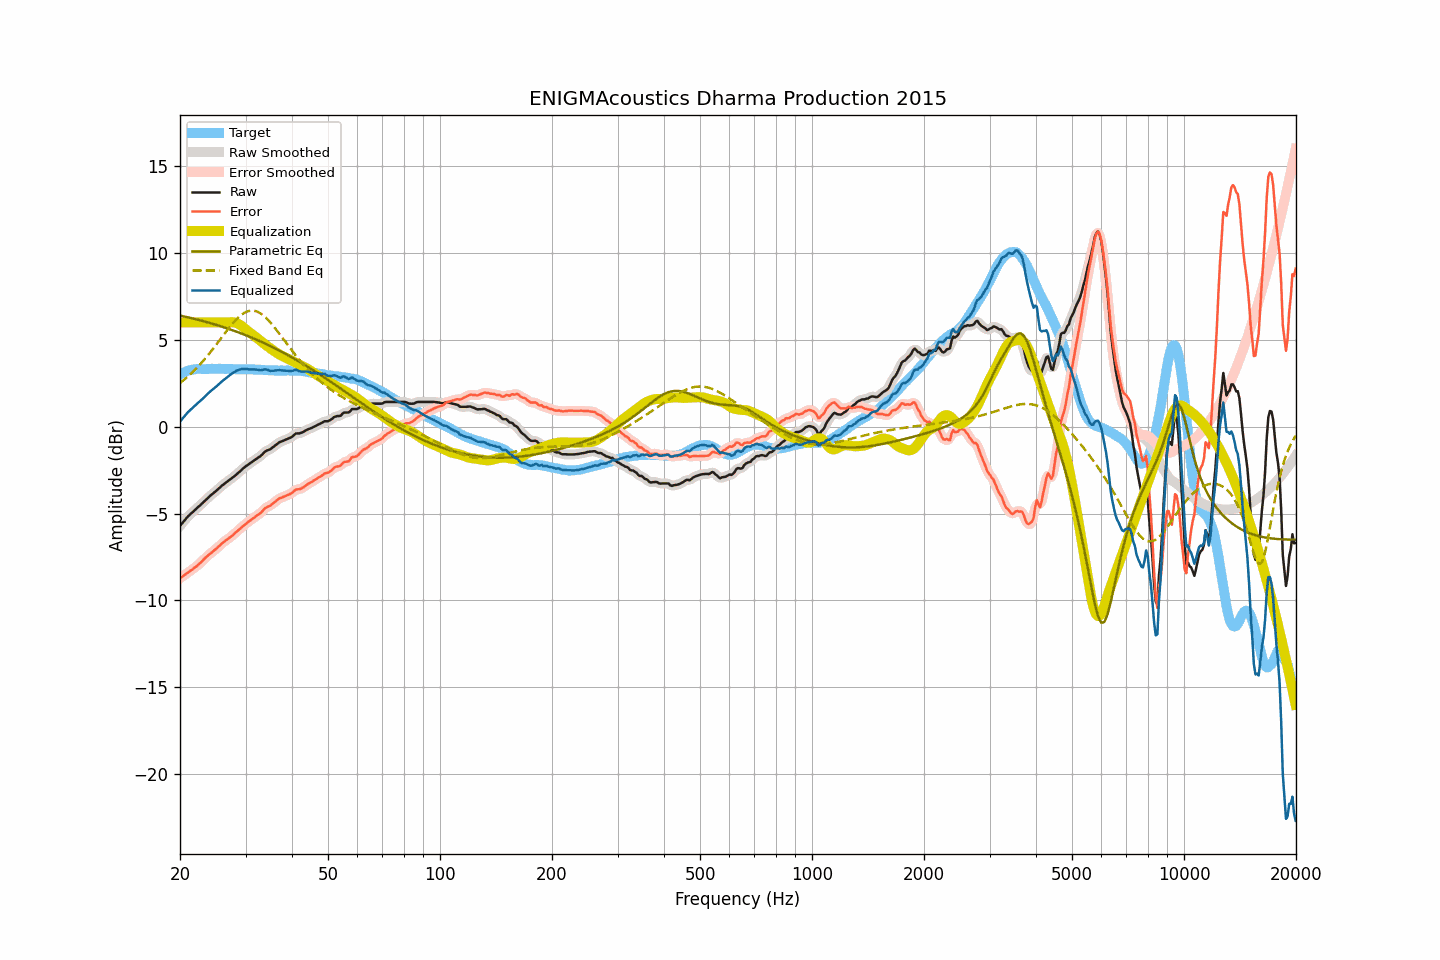 ENIGMAcoustics Dharma Production 2015
Target
Raw Smoothed
Error Smoothed
Raw
Error
Equalization
Parametric Eq
Fixed Band Eq
Equalized
15
10
5
0
−5
−10
−15
−20
Amplitude (dBr)
20
50
100
200
500
1000
2000
5000
10000
20000
Frequency (Hz)